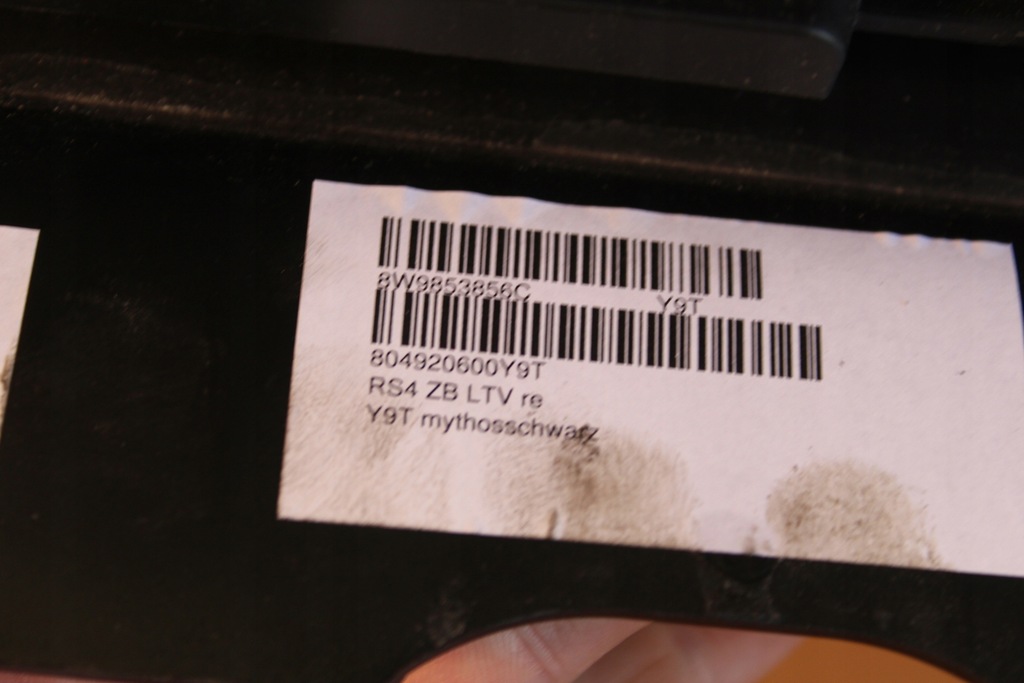 8W9853856C Y9T
804920600Y9T
RS4 ZB LTV re
Y9T mythosschwarz